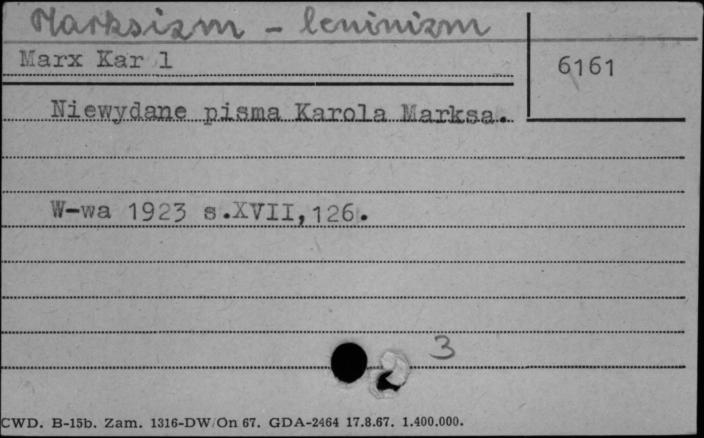 Marksizm - leninizm
Marx Kar l
6161
Niewydane pisma Karola Marksa.
W-wa 1923 s.XVII,126.
3
CWD. B-15b. Zam. 1316-DW/On 67. GDA-2464 17.8.67. 1.400.000.